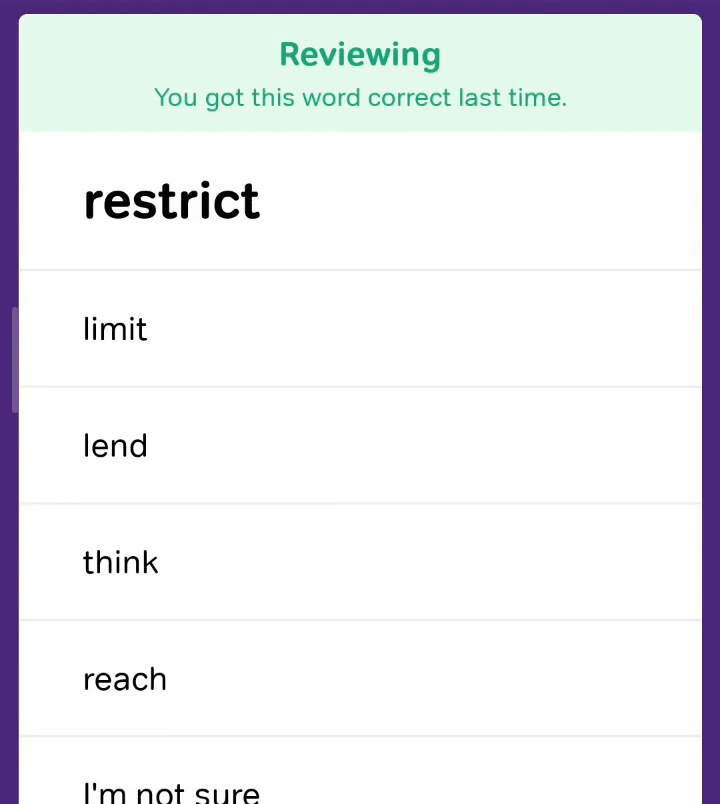 Reviewing
You got this word correct last time.
restrict
limit
lend
think
reach
I'm not sure